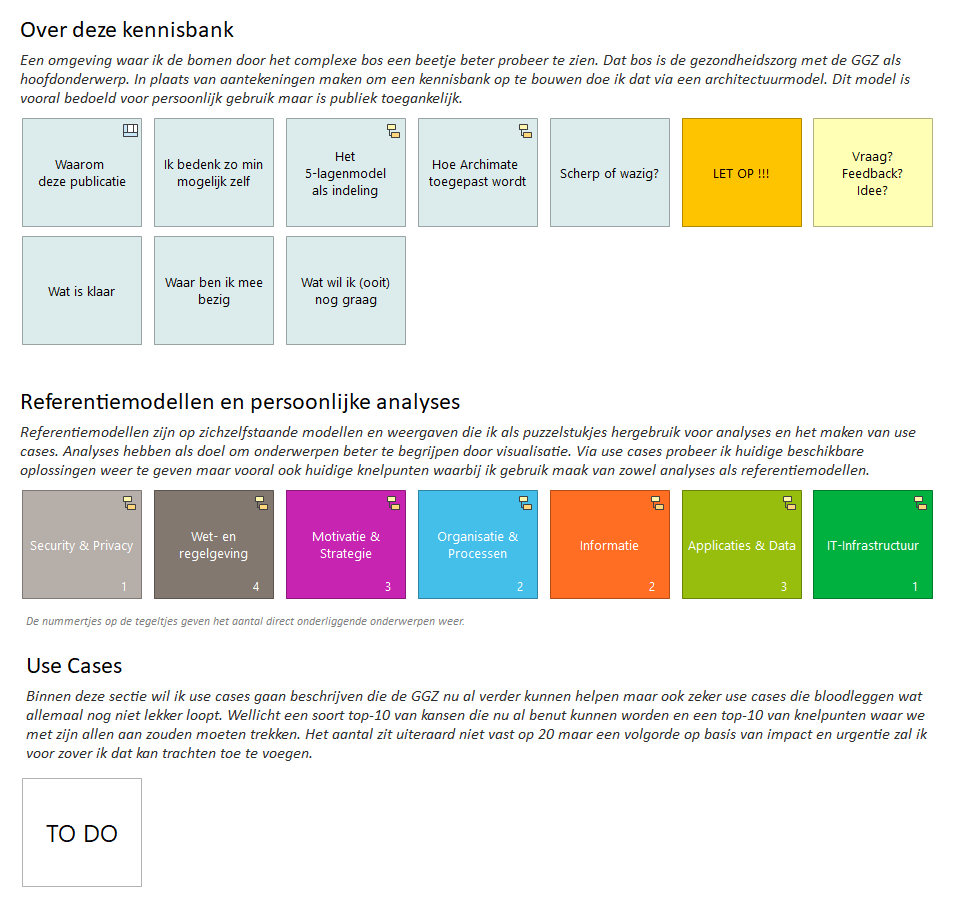 Over deze kennisbank
Een omgeving waar ik de bomen door het complexe bos een beetje beter probeer te zien. Dat bos is de gezondheidszorg met de GGZ als
hoofdonderwerp. In plaats van aantekeningen maken om een kennisbank op te bouwen doe ik dat via een architectuurmodel. Dit model is
vooral bedoeld voor persoonlijk gebruik maar is publiek toegankelijk.
Waarom
deze publicatie
Ik bedenk zo min
mogelijk zelf
Het
5-lagenmodel
als indeling
Hoe Archimate
toegepast wordt
Scherp of wazig?
LET OP !!!
Vraag?
Feedback?
Idee?
Wat is klaar
Waar ben ik mee
bezig
Wat wil ik (ooit)
nog graag
Referentiemodellen en persoonlijke analyses
Referentiemodellen zijn op zichzelfstaande modellen en weergaven die ik als puzzelstukjes hergebruik voor analyses en het maken van use
cases. Analyses hebben als doel om onderwerpen beter te begrijpen door visualisatie. Via use cases probeer ik huidige beschikbare
oplossingen weer te geven maar vooral ook huidige knelpunten waarbij ik gebruik maak van zowel analyses als referentiemodellen.
Security & Privacy
1
Wet- en
regelgeving
4
Motivatie &
Strategie
3
Organisatie &
Processen
2
Informatie
2
Applicaties & Data
3
IT-Infrastructuur
1
De nummertjes op de tegeltjes geven het aantal direct onderliggende onderwerpen weer.
Use Cases
Binnen deze sectie wil ik use cases gaan beschrijven die de GGZ nu al verder kunnen helpen maar ook zeker use cases die bloodleggen wat
allemaal nog niet lekker loopt. Wellicht een soort top-10 van kansen die nu al benut kunnen worden en een top-10 van knelpunten waar we
met zijn allen aan zouden moeten trekken. Het aantal zit uiteraard niet vast op 20 maar een volgorde op basis van impact en urgentie zal ik
voor zover ik dat kan trachten toe te voegen.
TO DO